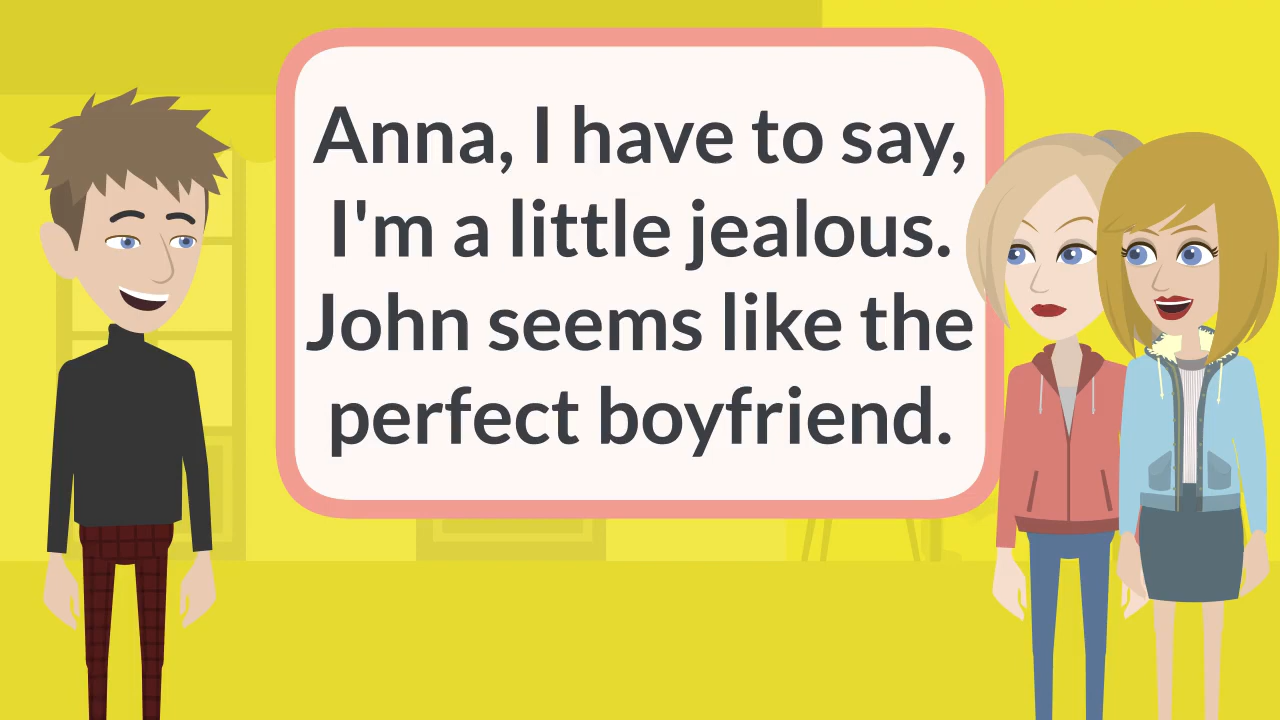 Anna, I have to say,
I'm a little jealous.
John seems like the
perfect boyfriend.